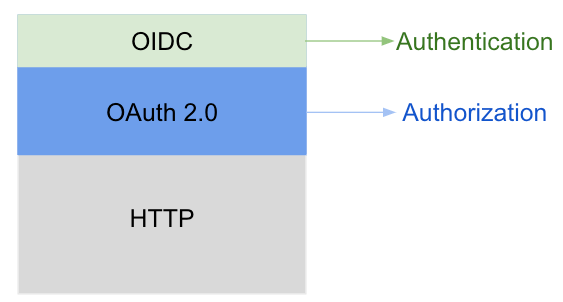 OIDC
Authentication
OAuth 2.0
Authorization
HTTP